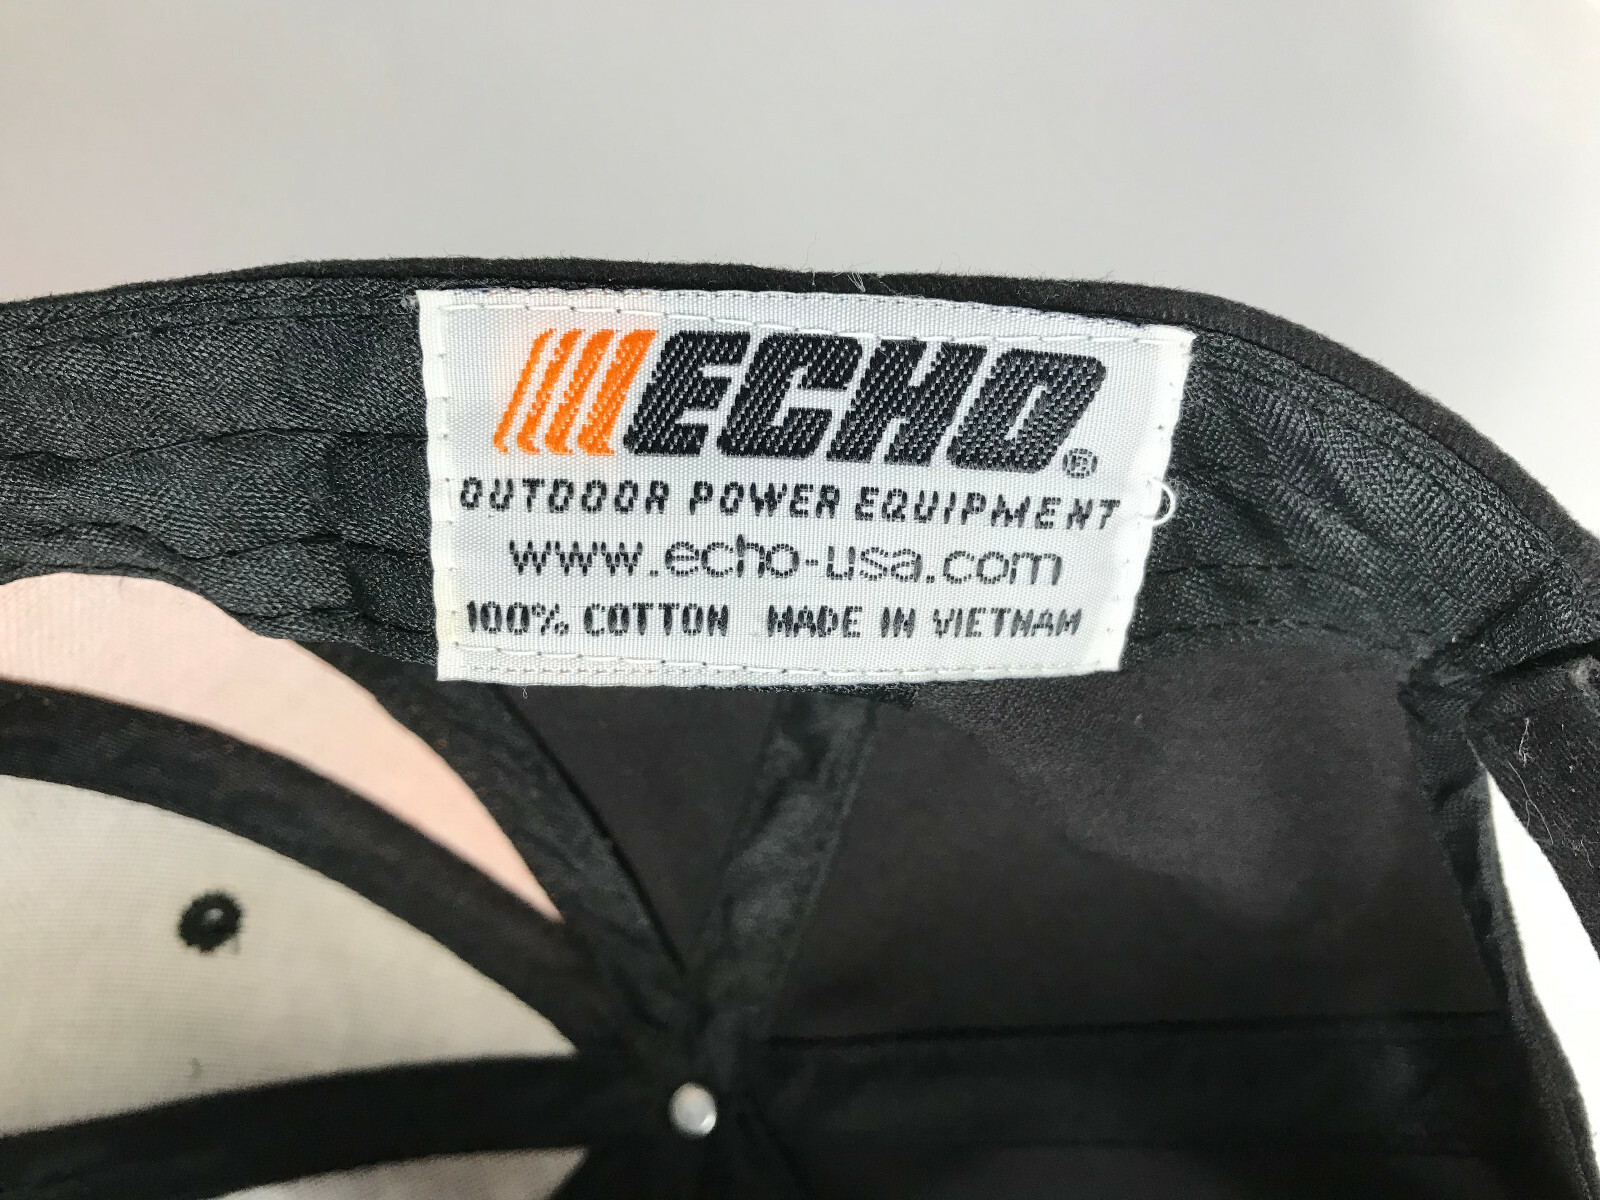 ECHO®
OUTDOOR POWER EQUIPMENT
www.echo-usa.com
100% COTTON MADE IN VIETNAM